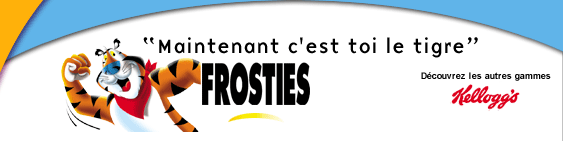 “Maintenant c'est toi le tigre”
FROSTIES
Découvrez les autres gammes
Kellogg's